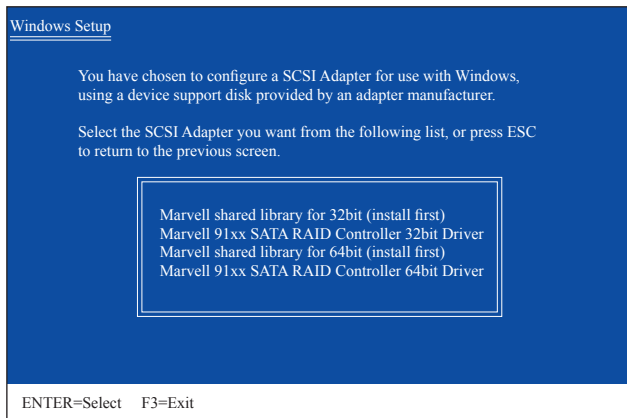 Windows Setup
You have chosen to configure a SCSI Adapter for use with Windows,
using a device support disk provided by an adapter manufacturer.
Select the SCSI Adapter you want from the following list, or press ESC
to return to the previous screen.
Marvell shared library for 32bit (install first)
Marvell 91xx SATA RAID Controller 32bit Driver
Marvell shared library for 64bit (install first)
Marvell 91xx SATA RAID Controller 64bit Driver
ENTER=Select F3=Exit